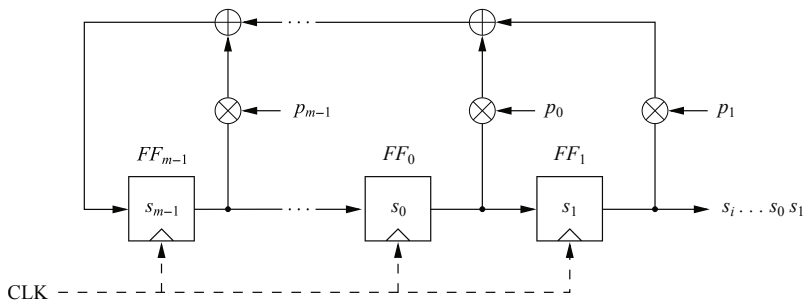 p_{m−1} p_0 p_1
FF_{m−1} FF_0 FF_1
s_{m−1} ... s_0 s_1 s_i . . . s_0 s_1
CLK